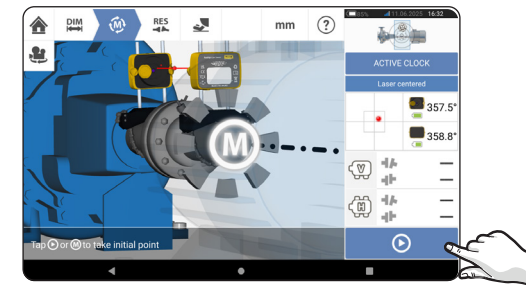 DIM
M
RES
mm
?
85%
11.06.2025 16:32
ACTIVE CLOCK
Laser centered
357.5°
358.8°
V
H
M
Tap or M to take initial point